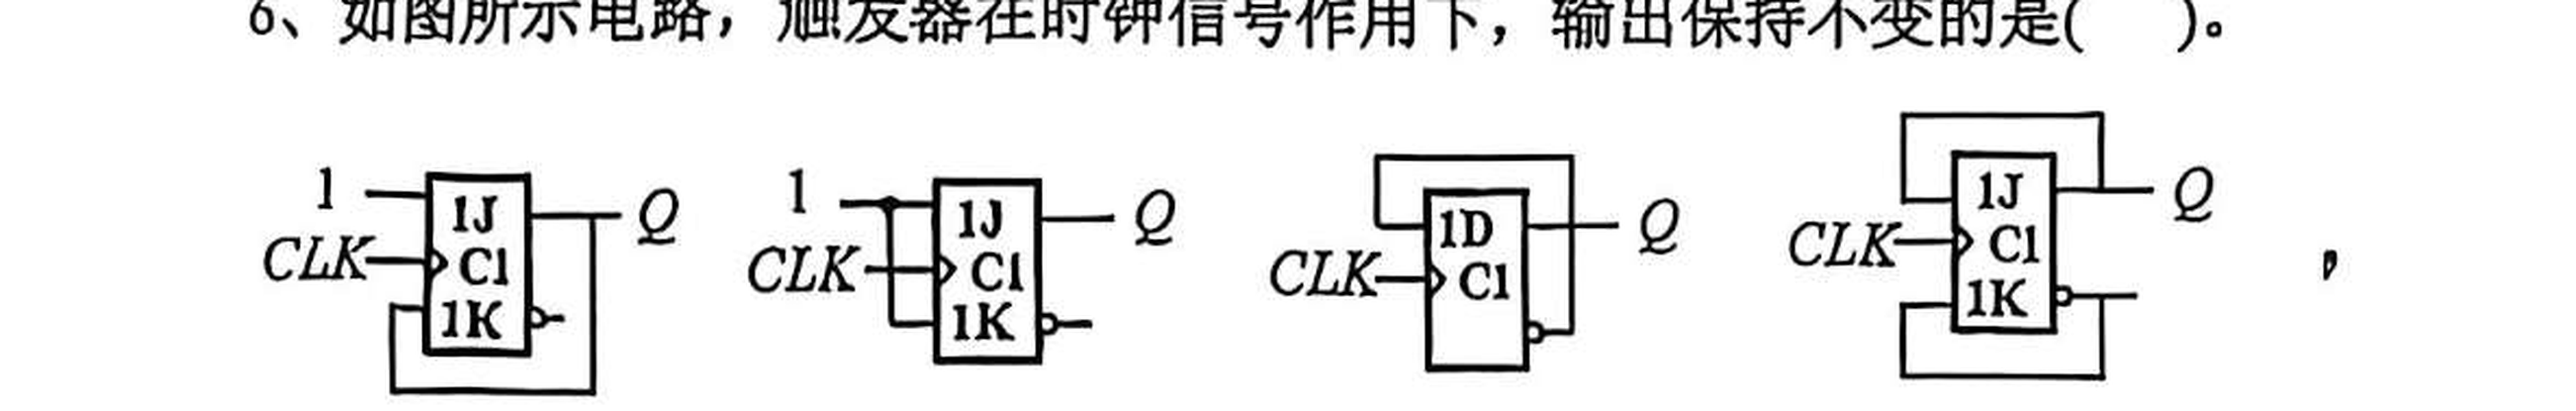 6、如图所示电路，触发器在时钟信号作用下，输出保持不变的是(    )。
1 1J Q
CLK C1
1K
1 1J Q
CLK C1
1K
1D Q
CLK C1
1J Q
CLK C1
1K
,